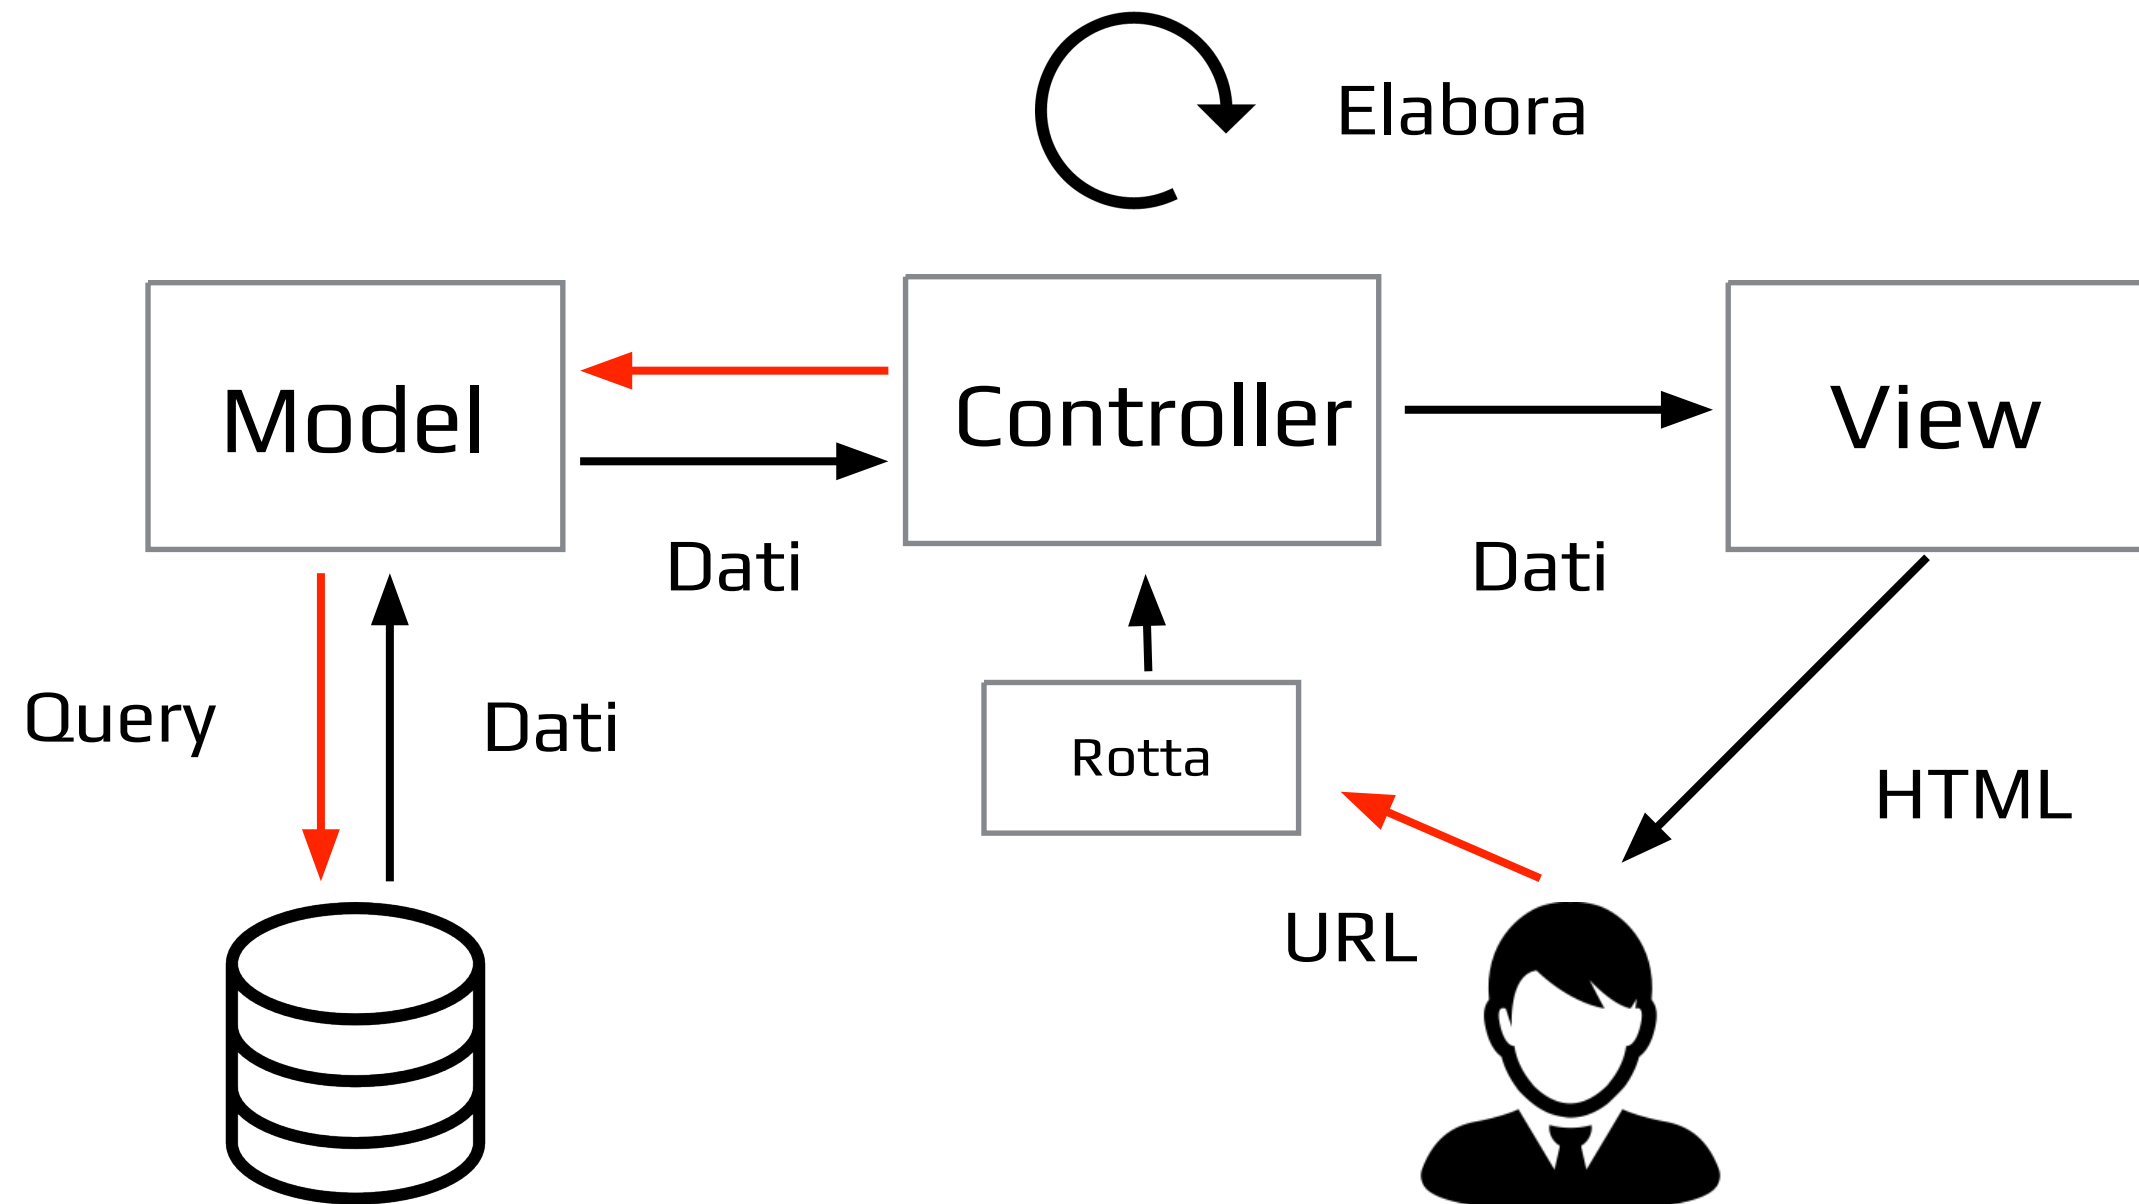 Elabora
Model
Controller
View
Dati
Dati
Query
Dati
Rotta
HTML
URL